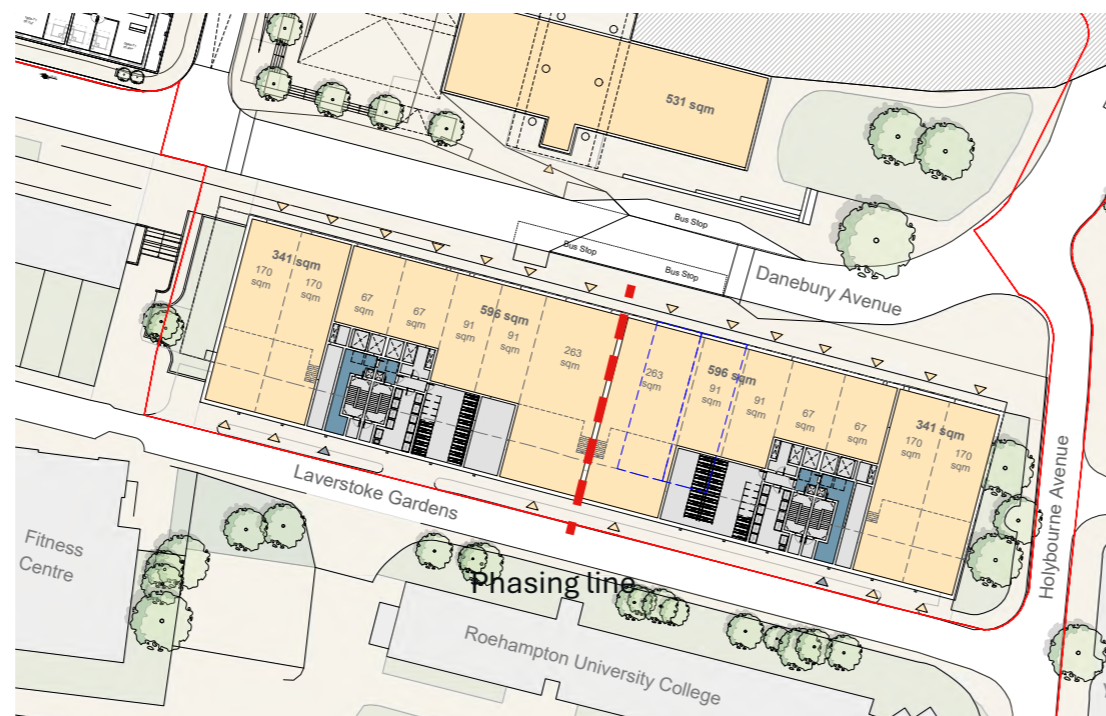 531 sqm
Bus Stop
Bus Stop
Bus Stop
Danebury Avenue
341 sqm
170
sqm
170
sqm
67
sqm
67
sqm
596 sqm
91
sqm
91
sqm
263
sqm
263
sqm
596 sqm
91
sqm
91
sqm
67
sqm
67
sqm
341 sqm
170
sqm
170
sqm
Laverstoke Gardens
Holybourne Avenue
Fitness
Centre
Phasing line
Roehampton University College